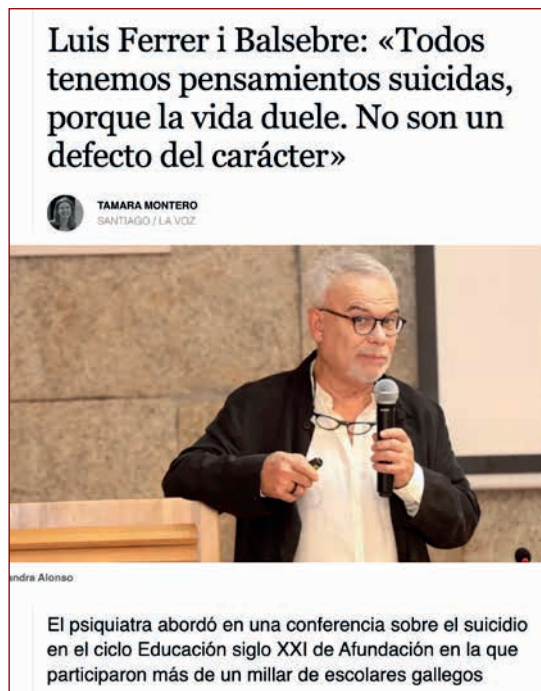 Luis Ferrer i Balsebre: «Todos
tenemos pensamientos suicidas,
porque la vida duele. No son un
defecto del carácter»
TAMARA MONTERO
SANTIAGO / LA VOZ
ndra Alonso
El psiquiatra abordó en una conferencia sobre el suicidio
en el ciclo Educación siglo XXI de Afundación en la que
participaron más de un millar de escolares gallegos